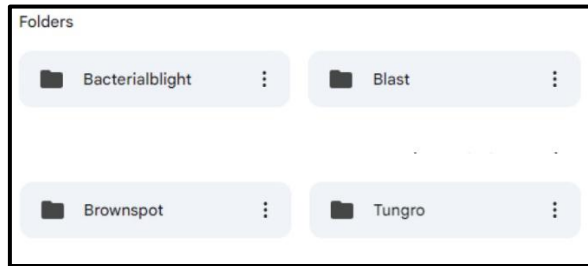 Folders
Bacterialblight
Blast
Brownspot
Tungro